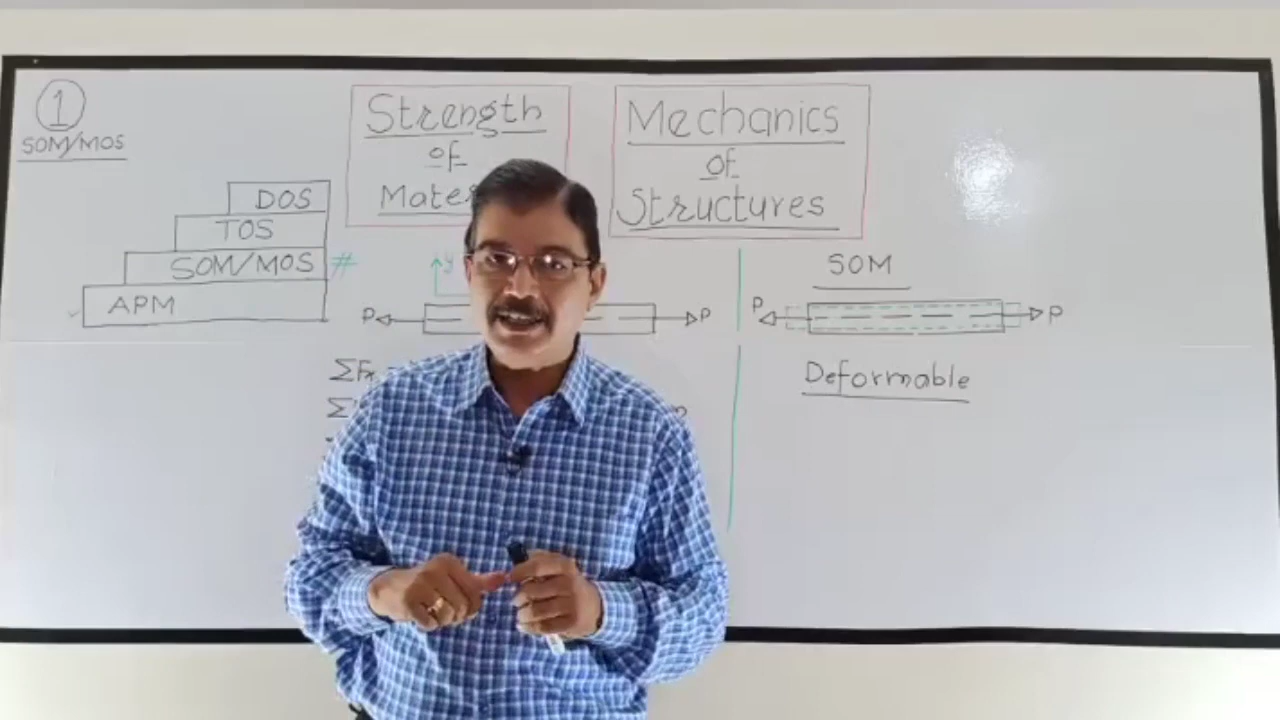 1
SOM/MOS
Strength
of
Mechanics
of
Structures
DOS
TOS
SOM/MOS #
APM
y
P P
SOM
P P
Deformable